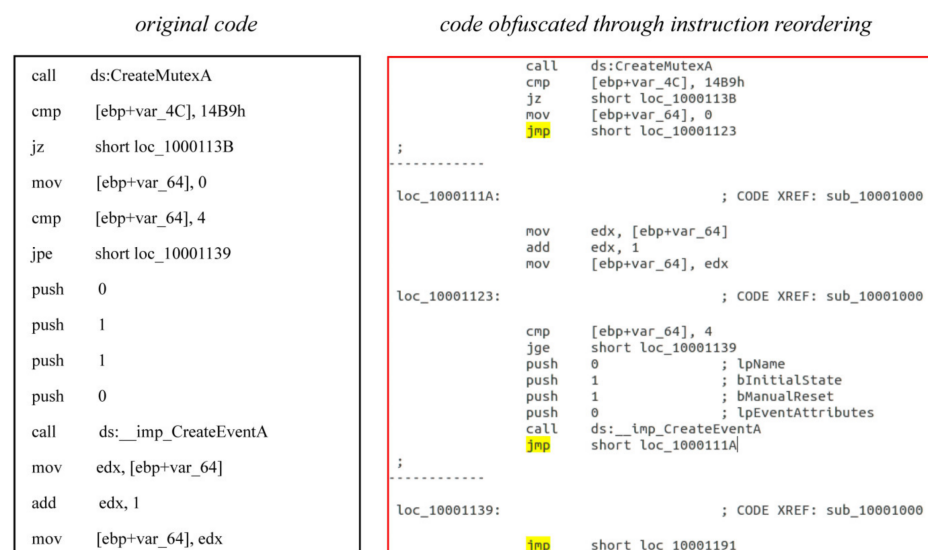 original code
call ds:CreateMutexA
cmp [ebp+var_4C], 14B9h
jz short loc_1000113B
mov [ebp+var_64], 0
cmp [ebp+var_64], 4
jpe short loc_10001139
push 0
push 1
push 1
push 0
call ds:__imp_CreateEventA
mov edx, [ebp+var_64]
add edx, 1
mov [ebp+var_64], edx
code obfuscated through instruction reordering
call ds:CreateMutexA
cmp [ebp+var_4C], 14B9h
jz short loc_1000113B
mov [ebp+var_64], 0
jmp short loc_10001123
;
------------
loc_1000111A: ; CODE XREF: sub_10001000
mov edx, [ebp+var_64]
add edx, 1
mov [ebp+var_64], edx
loc_10001123: ; CODE XREF: sub_10001000
cmp [ebp+var_64], 4
jge short loc_10001139
push 0 ; lpName
push 1 ; bInitialState
push 1 ; bManualReset
push 0 ; lpEventAttributes
call ds:__imp_CreateEventA
jmp short loc_1000111A
;
------------
loc_10001139: ; CODE XREF: sub_10001000
jmp short loc_10001191